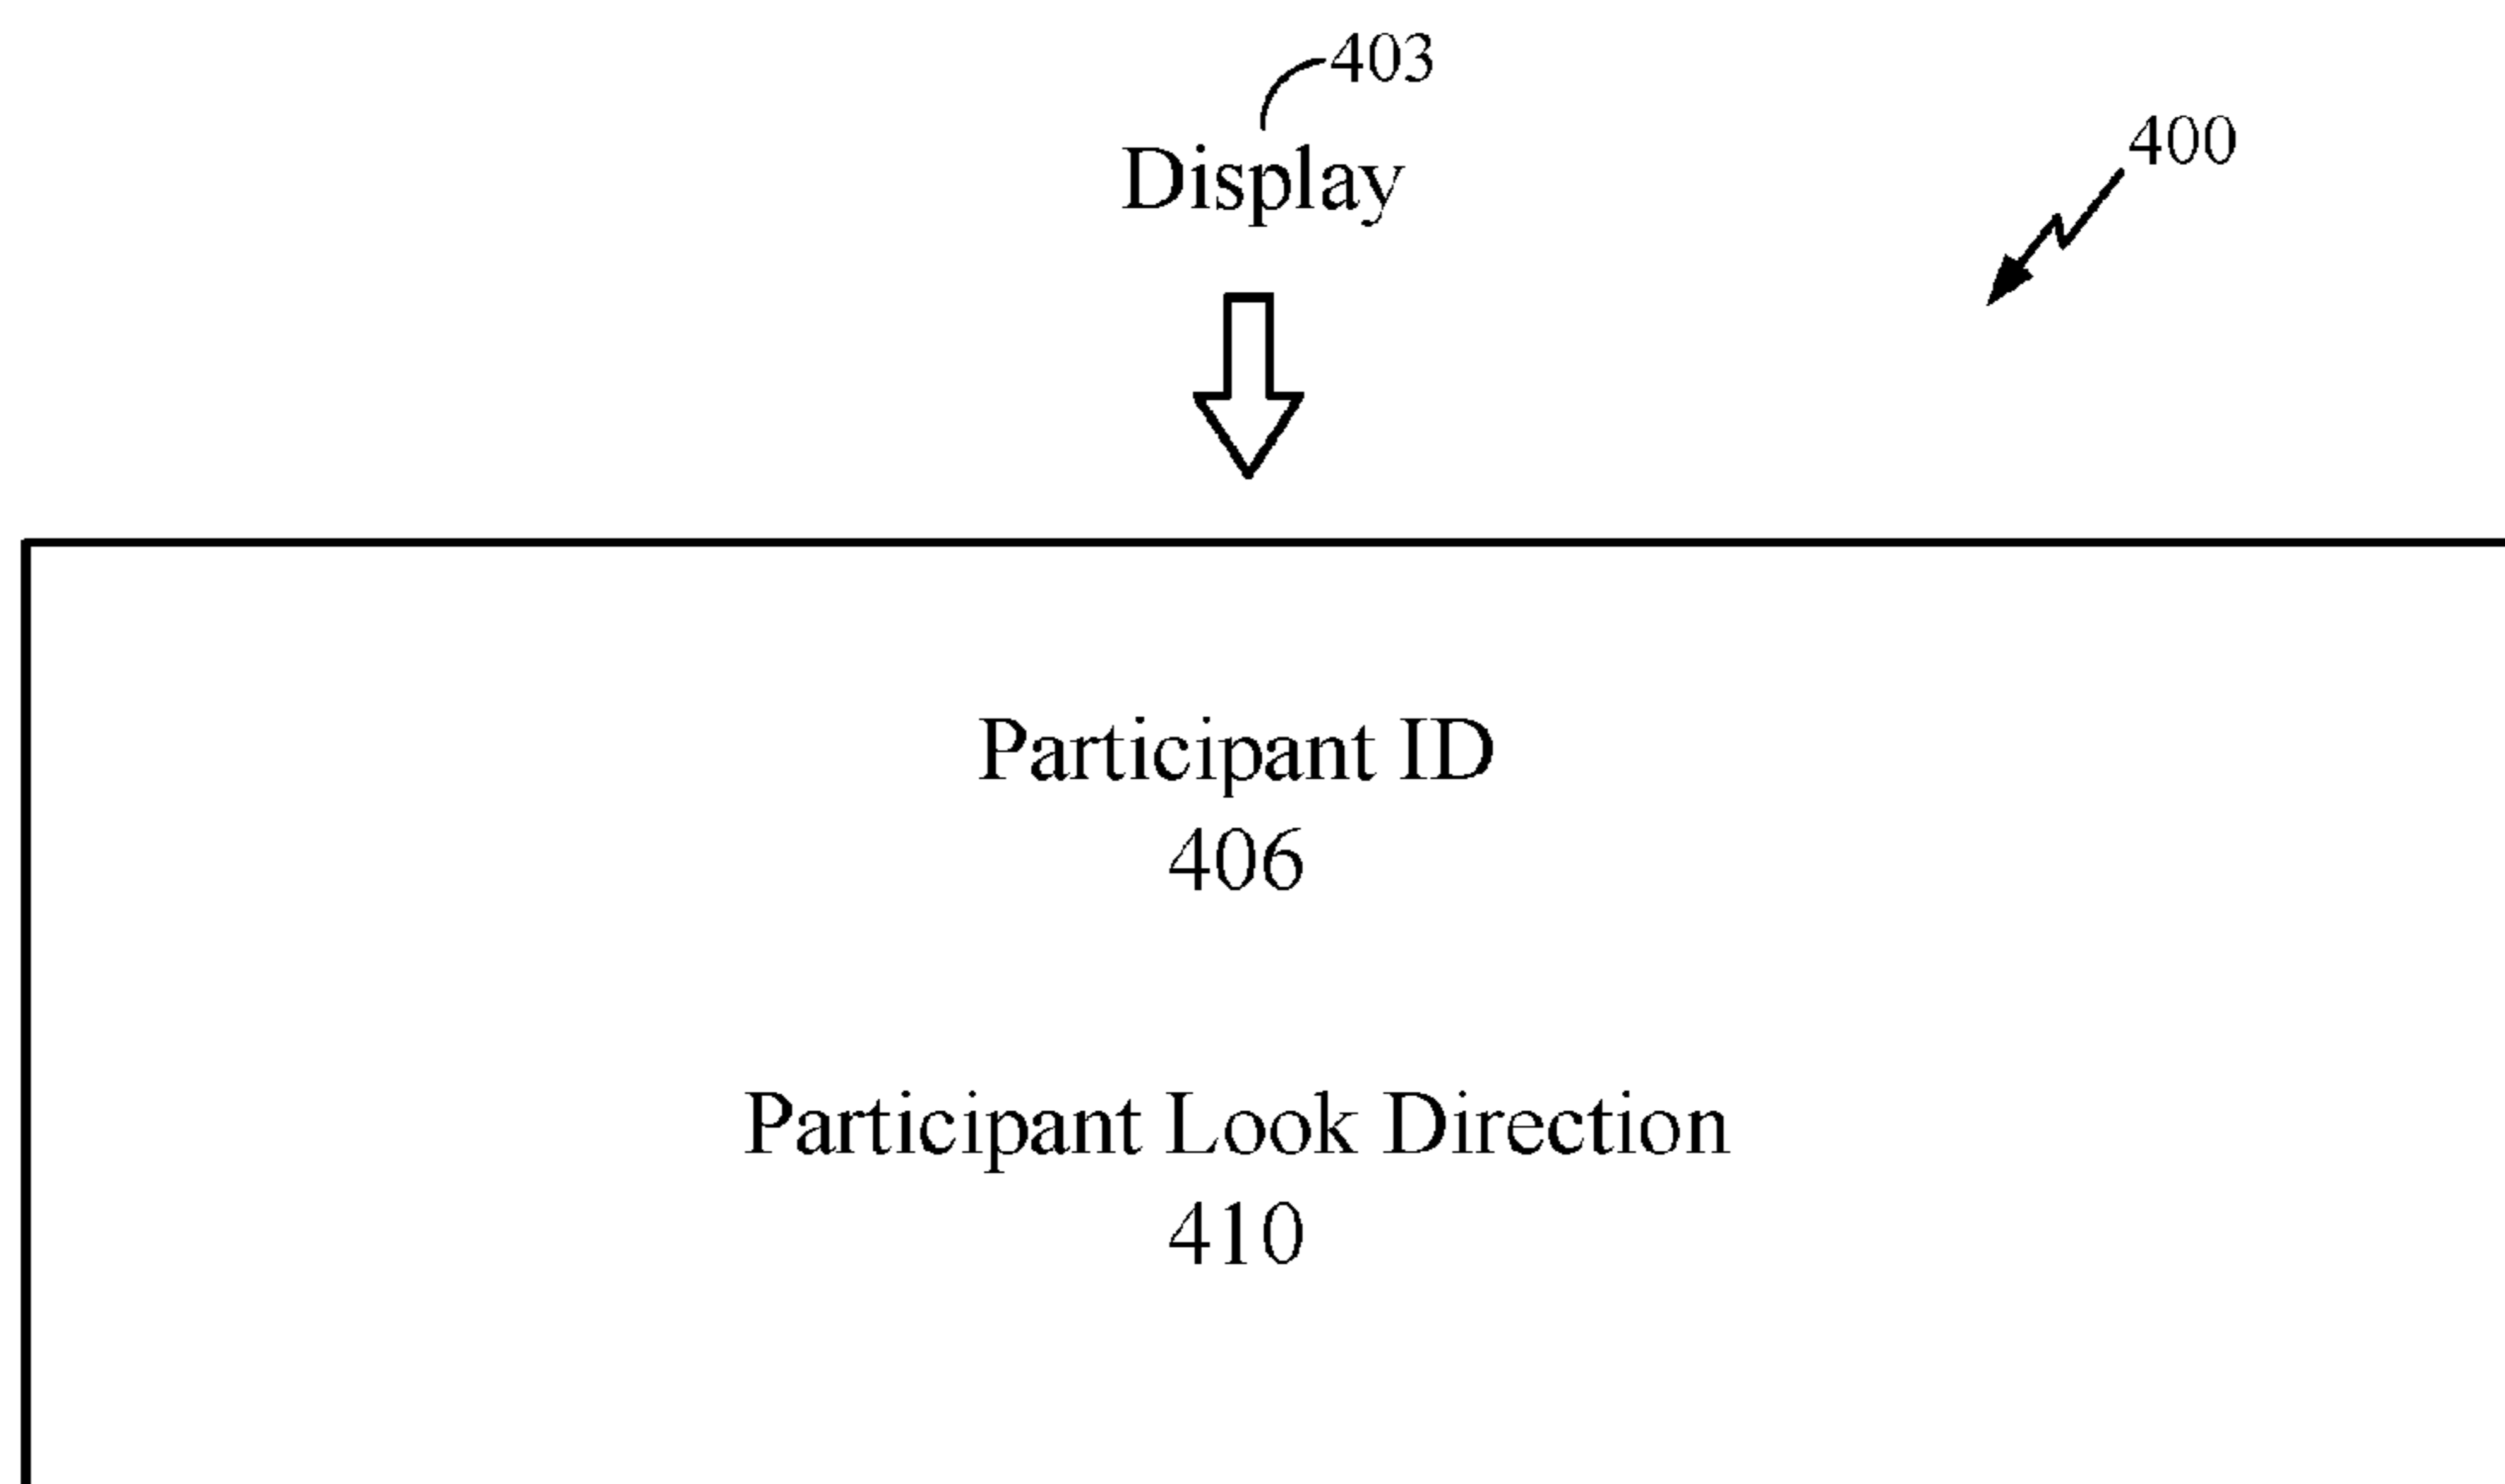 403
Display
400
Participant ID
406
Participant Look Direction
410